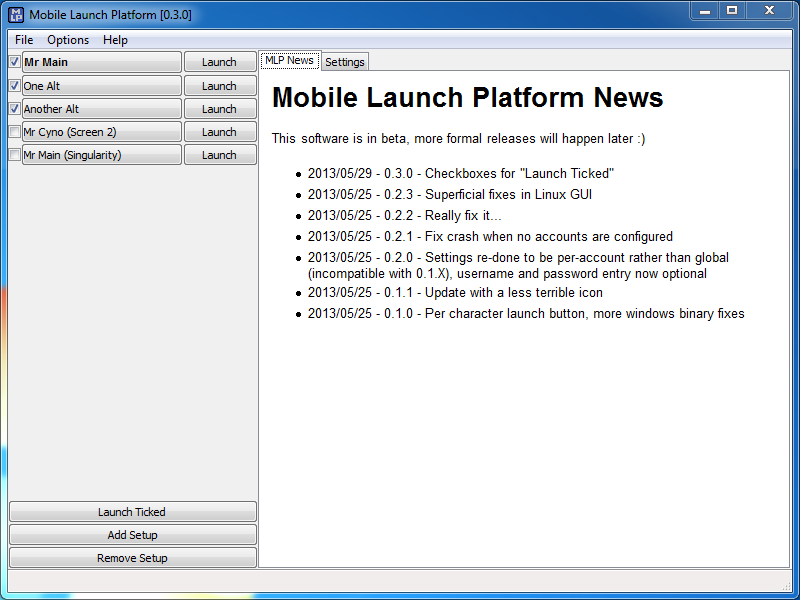 Mobile Launch Platform [0.3.0]
File Options Help
Mr Main Launch
One Alt Launch
Another Alt Launch
Mr Cyno (Screen 2) Launch
Mr Main (Singularity) Launch
Launch Ticked
Add Setup
Remove Setup
MLP News Settings
Mobile Launch Platform News
This software is in beta, more formal releases will happen later :)
• 2013/05/29 - 0.3.0 - Checkboxes for "Launch Ticked"
• 2013/05/25 - 0.2.3 - Superficial fixes in Linux GUI
• 2013/05/25 - 0.2.2 - Really fix it...
• 2013/05/25 - 0.2.1 - Fix crash when no accounts are configured
• 2013/05/25 - 0.2.0 - Settings re-done to be per-account rather than global
(incompatible with 0.1.X), username and password entry now optional
• 2013/05/25 - 0.1.1 - Update with a less terrible icon
• 2013/05/25 - 0.1.0 - Per character launch button, more windows binary fixes